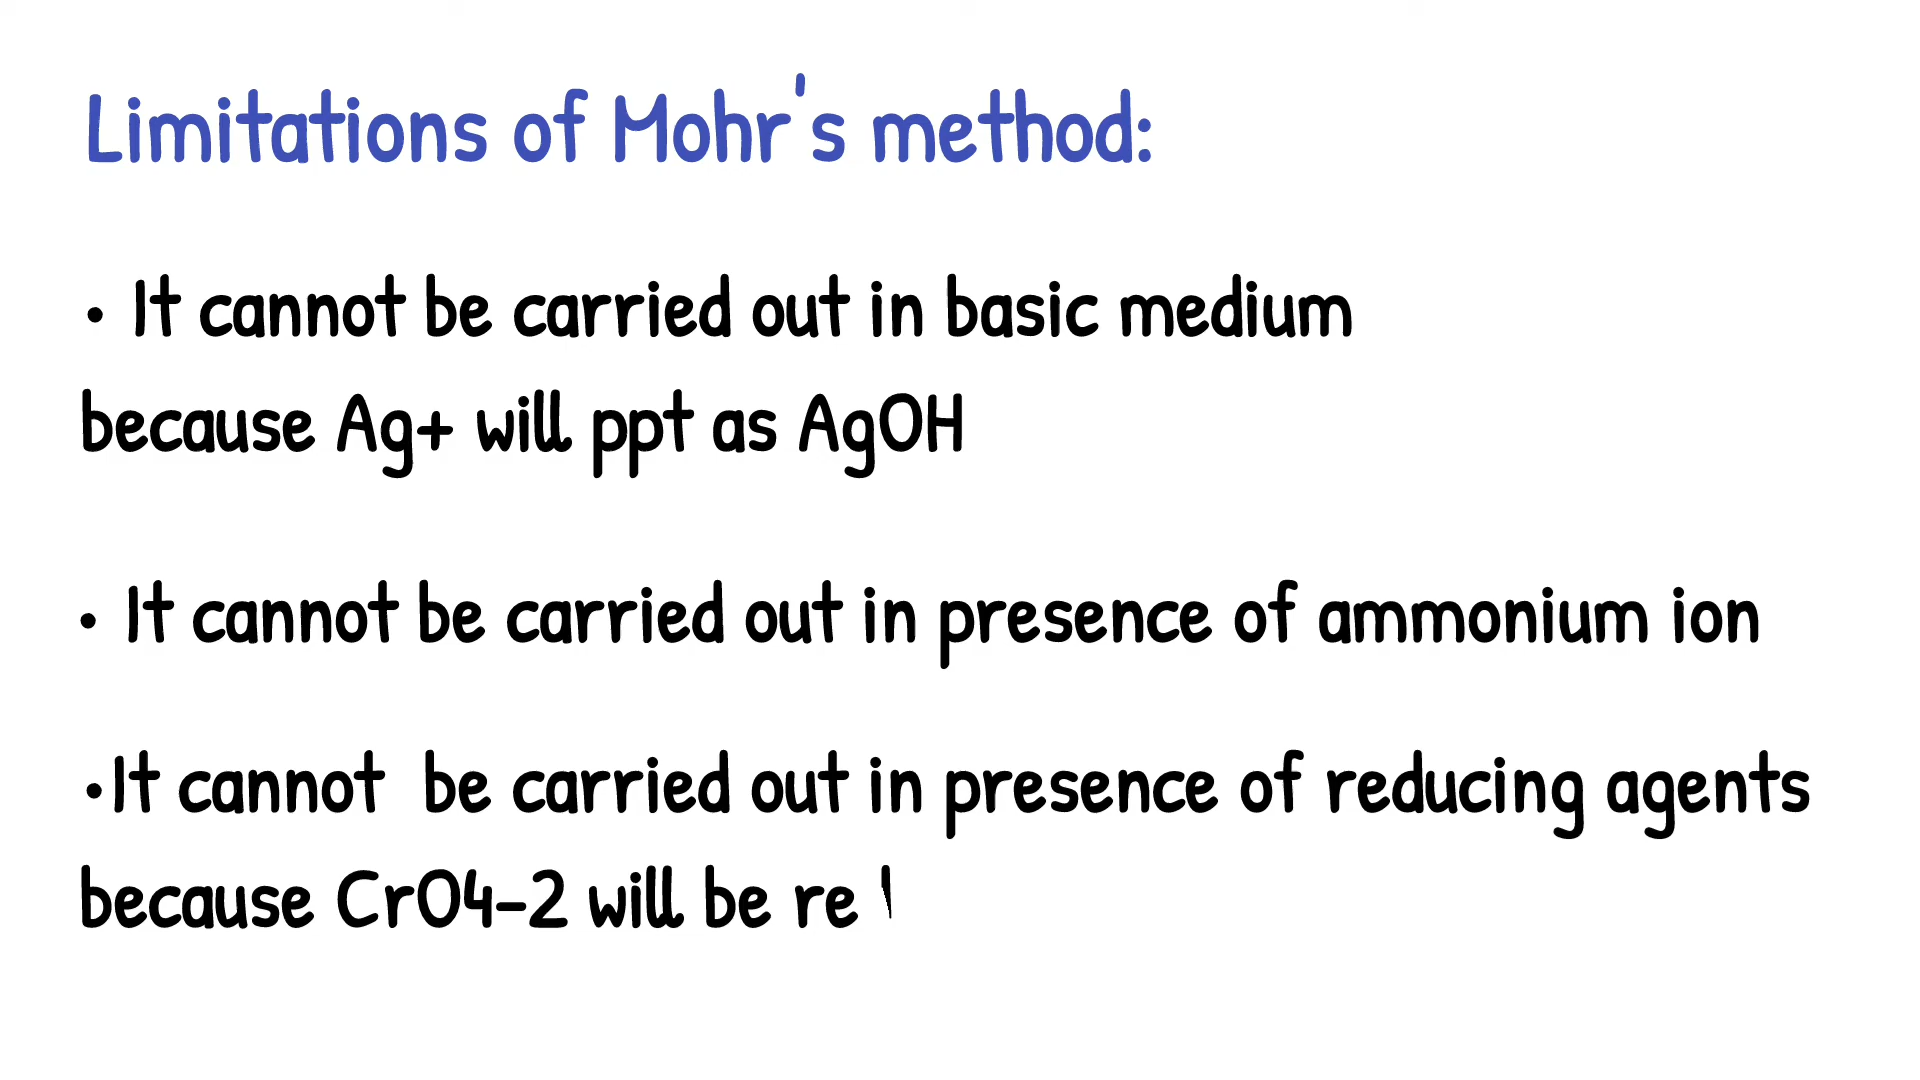 Limitations of Mohr's method:
• It cannot be carried out in basic medium
because Ag+ will ppt as AgOH
• It cannot be carried out in presence of ammonium ion
•It cannot be carried out in presence of reducing agents
because CrO4-2 will be re